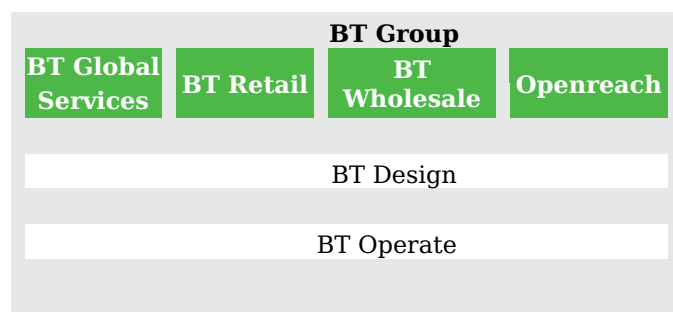 BT Group
BT Global
Services
BT Retail
BT
Wholesale
Openreach
BT Design
BT Operate